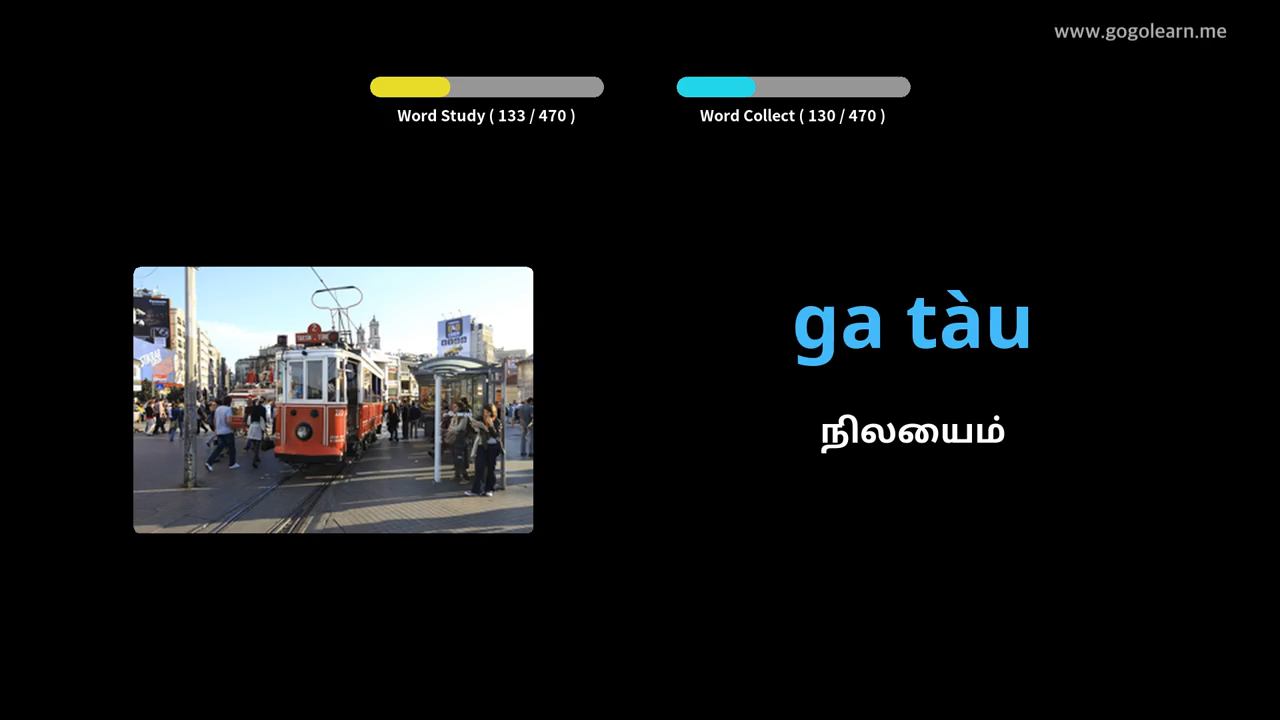 www.gogolearn.me
Word Study ( 133 / 470 )
Word Collect ( 130 / 470 )
ga tàu
நிலையம்